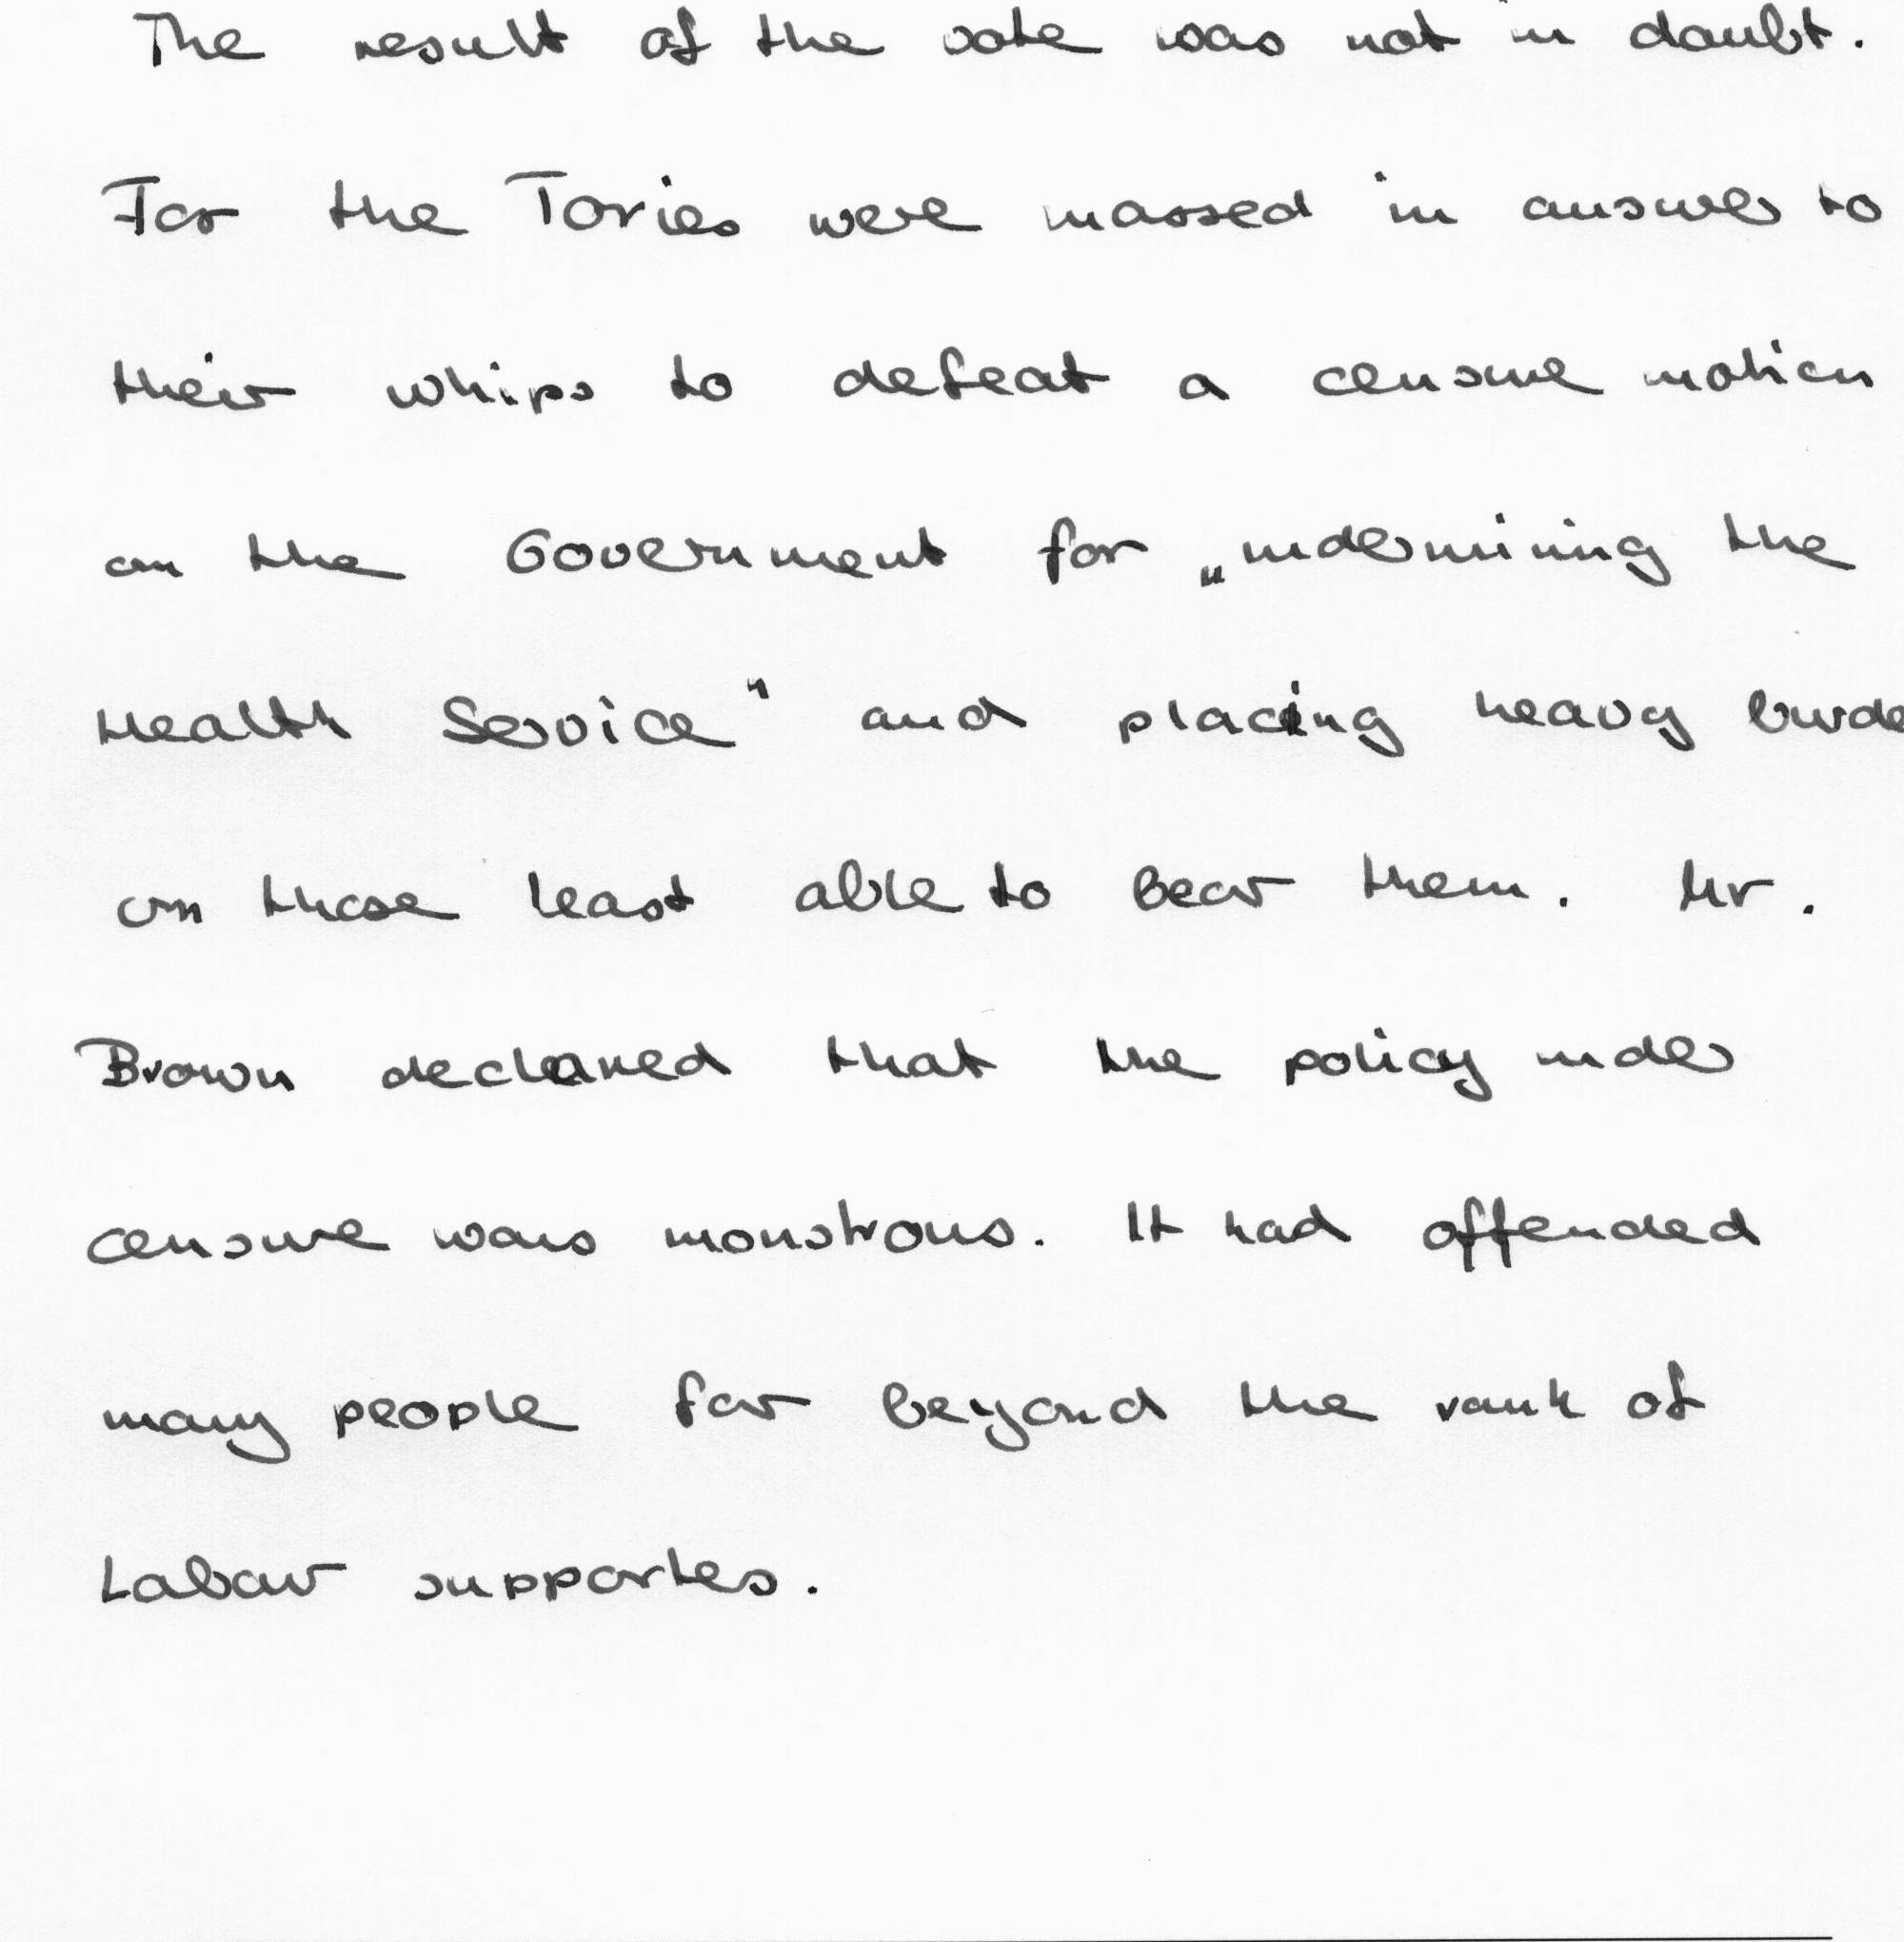 The result of the vote was not in doubt.
For the Tories were massed in answer to
their whips to defeat a censure motion
on the Government for „undermining the
Health Service" and placing heavy burde
on those least able to bear them. Mr.
Brown declared that the policy under
censure was monstrous. It had offended
many people far beyond the rank of
Labour supporters.